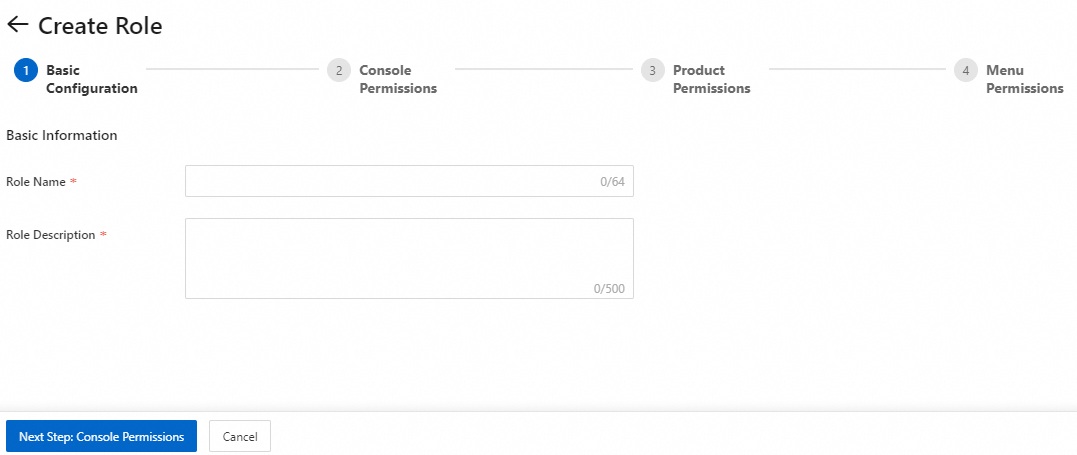 Create Role
1 Basic Configuration
2 Console Permissions
3 Product Permissions
4 Menu Permissions
Basic Information
Role Name *
0/64
Role Description *
0/500
Next Step: Console Permissions
Cancel